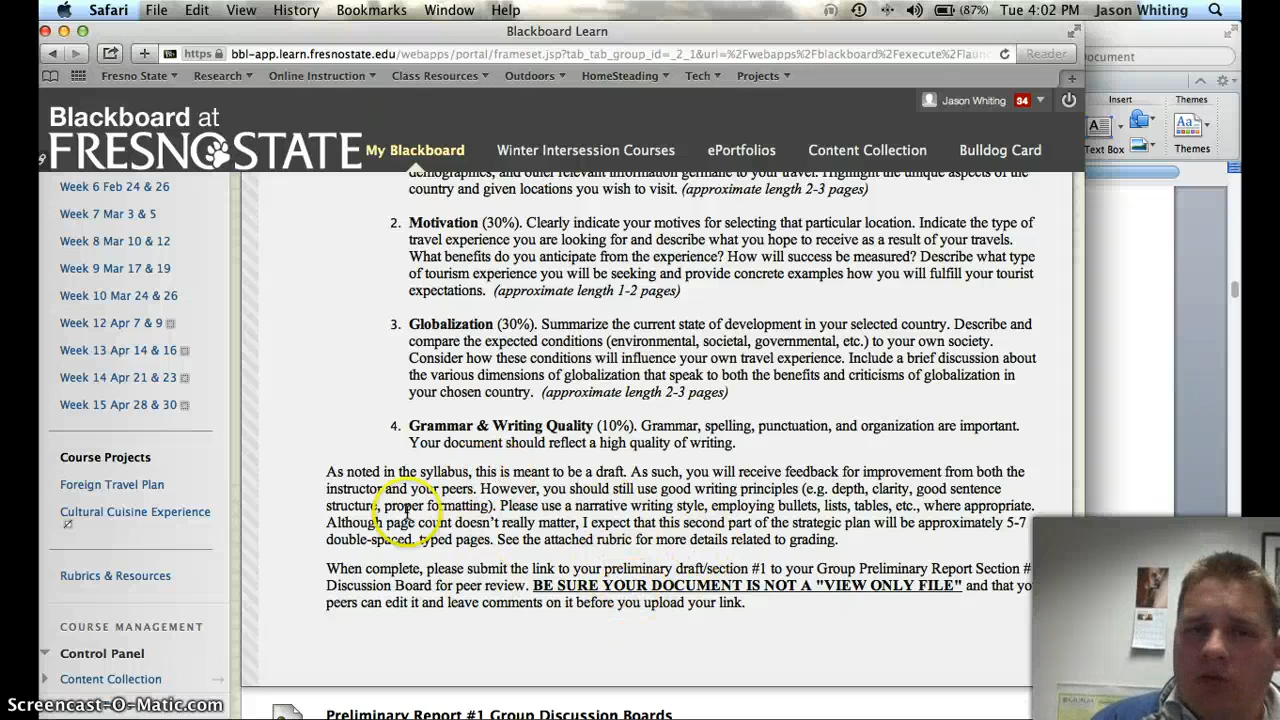 Safari File Edit View History Bookmarks Window Help (87%) Tue 4:02 PM Jason Whiting
Blackboard Learn
https bbl-app.learn.fresnostate.edu/webapps/portal/frameset.jsp?tab_tab_group_id=_2_1&url=%2Fwebapps%2Fblackboard%2Fexecute%2Flaun Reader
Fresno State Research Online Instruction Class Resources Outdoors HomeSteading Tech Projects
Insert Themes
Text Box Themes
Jason Whiting 34
Blackboard at
FRESNO STATE
My Blackboard Winter Intersession Courses ePortfolios Content Collection Bulldog Card
Week 6 Feb 24 & 26
Week 7 Mar 3 & 5
Week 8 Mar 10 & 12
Week 9 Mar 17 & 19
Week 10 Mar 24 & 26
Week 12 Apr 7 & 9
Week 13 Apr 14 & 16
Week 14 Apr 21 & 23
Week 15 Apr 28 & 30
Course Projects
Foreign Travel Plan
Cultural Cuisine Experience
Rubrics & Resources
COURSE MANAGEMENT
Control Panel
Content Collection
demographics, and other relevant information germane to your travel. Highlight the unique aspects of the
country and given locations you wish to visit. (approximate length 2-3 pages)
2. Motivation (30%). Clearly indicate your motives for selecting that particular location. Indicate the type of
travel experience you are looking for and describe what you hope to receive as a result of your travels.
What benefits do you anticipate from the experience? How will success be measured? Describe what type
of tourism experience you will be seeking and provide concrete examples how you will fulfill your tourist
expectations. (approximate length 1-2 pages)
3. Globalization (30%). Summarize the current state of development in your selected country. Describe and
compare the expected conditions (environmental, societal, governmental, etc.) to your own society.
Consider how these conditions will influence your own travel experience. Include a brief discussion about
the various dimensions of globalization that speak to both the benefits and criticisms of globalization in
your chosen country. (approximate length 2-3 pages)
4. Grammar & Writing Quality (10%). Grammar, spelling, punctuation, and organization are important.
Your document should reflect a high quality of writing.
As noted in the syllabus, this is meant to be a draft. As such, you will receive feedback for improvement from both the
instructor and your peers. However, you should still use good writing principles (e.g. depth, clarity, good sentence
structure, proper formatting). Please use a narrative writing style, employing bullets, lists, tables, etc., where appropriate.
Although page count doesn't really matter, I expect that this second part of the strategic plan will be approximately 5-7
double-spaced, typed pages. See the attached rubric for more details related to grading.
When complete, please submit the link to your preliminary draft/section #1 to your Group Preliminary Report Section #
Discussion Board for peer review. BE SURE YOUR DOCUMENT IS NOT A "VIEW ONLY FILE" and that you
peers can edit it and leave comments on it before you upload your link.
Preliminary Report #1 Group Discussion Boards
Screencast-O-Matic.com